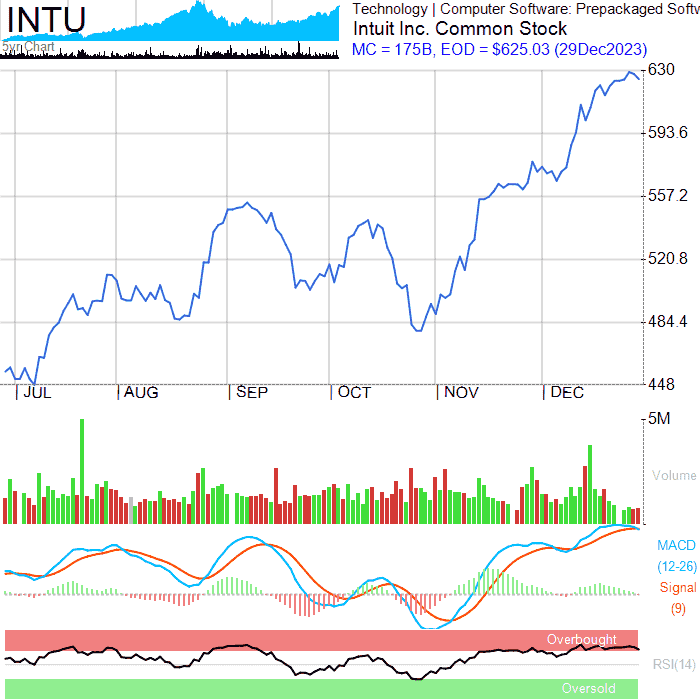 INTU
5yr Chart
Technology | Computer Software: Prepackaged Softw
Intuit Inc. Common Stock
MC = 175B, EOD = $625.03 (29Dec2023)
630
593.6
557.2
520.8
484.4
448
JUL AUG SEP OCT NOV DEC
5M
Volume
MACD
(12-26)
Signal
(9)
Overbought
RSI(14)
Oversold